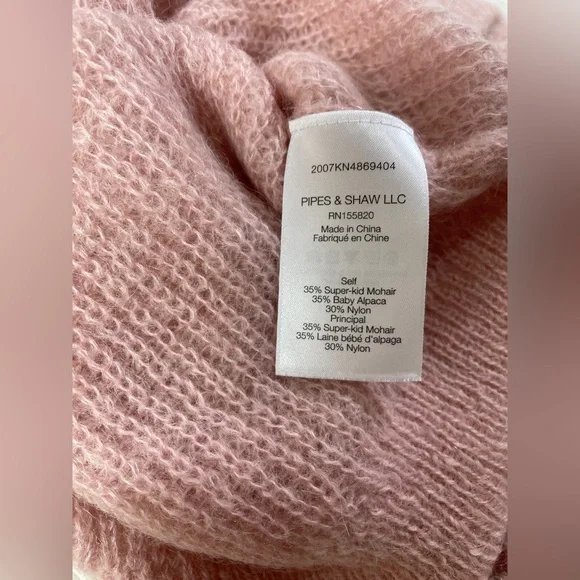 2007KN4869404
PIPES & SHAW LLC
RN155820
Made in China
Fabriqué en Chine
Self
35% Super-kid Mohair
35% Baby Alpaca
30% Nylon
Principal
35% Super-kid Mohair
35% Laine bébé d'alpaga
30% Nylon